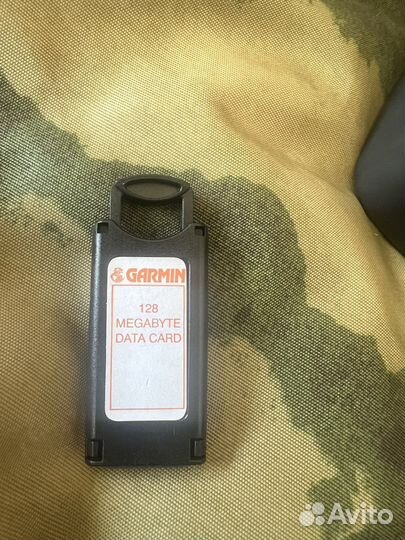 GARMIN
128
MEGABYTE
DATA CARD
Avito